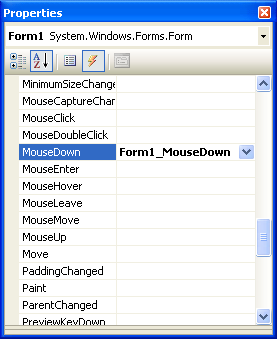 Properties
Form1 System.Windows.Forms.Form
A
Z
MinimumSizeChange
MouseCaptureChar
MouseClick
MouseDoubleClick
MouseDown Form1_MouseDown
MouseEnter
MouseHover
MouseLeave
MouseMove
MouseUp
Move
PaddingChanged
Paint
ParentChanged
PreviewKeyDown